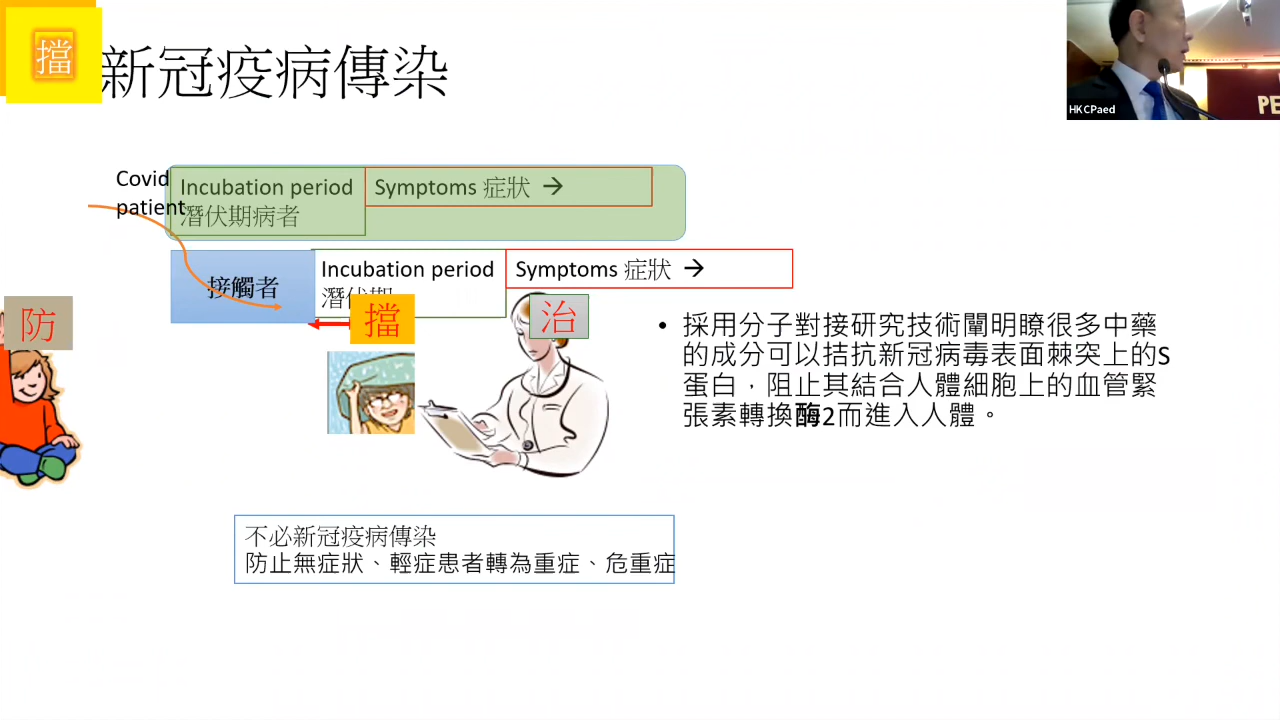 擋
新冠疫病傳染
HKCPaed
PE
Covid
patient
Incubation period
潛伏期病者
Symptoms 症狀 →
接觸者
Incubation period
潛伏期
Symptoms 症狀 →
防
擋
治
• 採用分子對接研究技術闡明瞭很多中藥
的成分可以拮抗新冠病毒表面棘突上的S
蛋白，阻止其結合人體細胞上的血管緊
張素轉換酶2而進入人體。
不必新冠疫病傳染
防止無症狀、輕症患者轉為重症、危重症